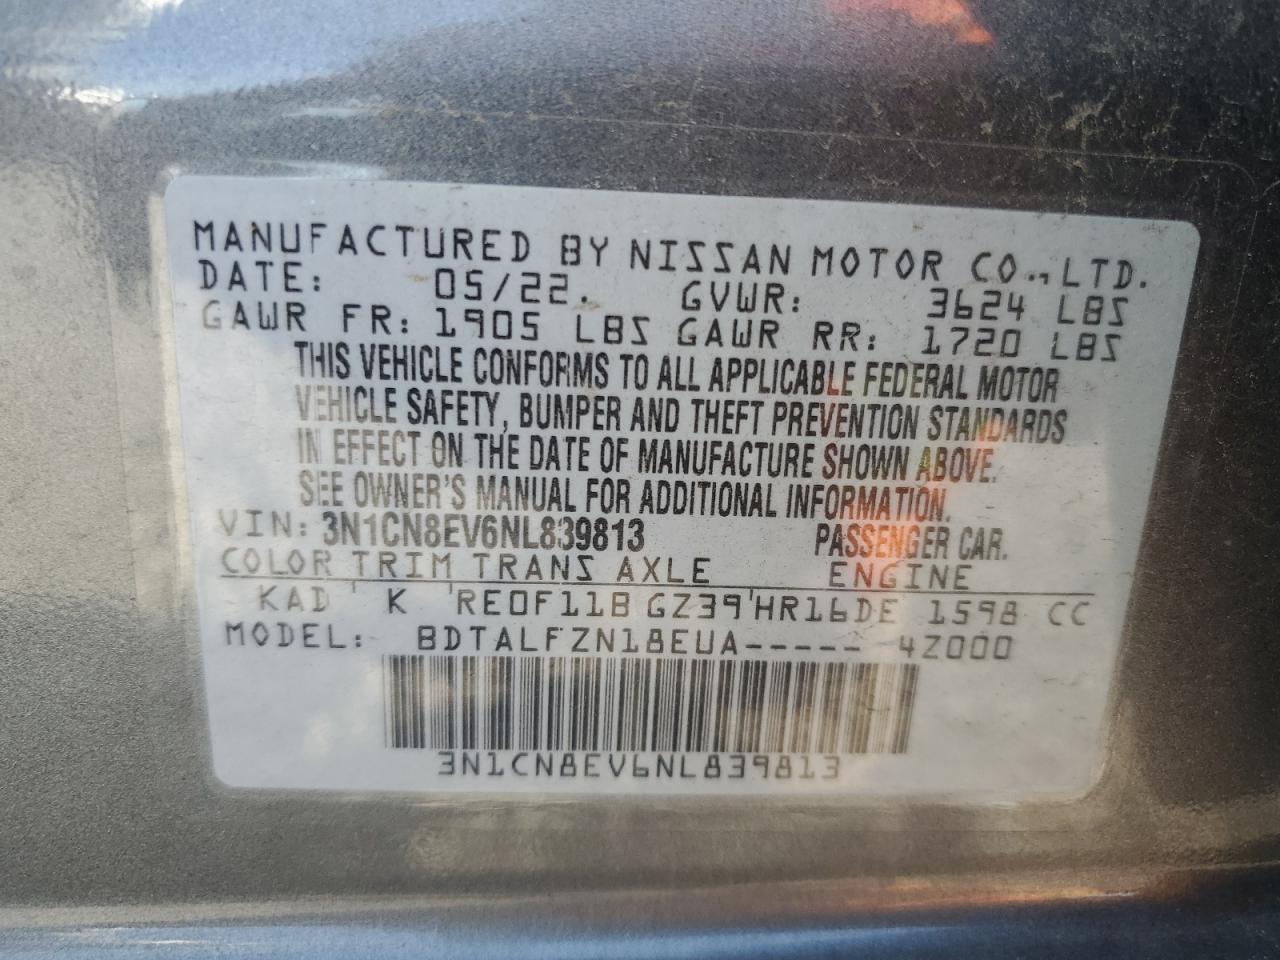 MANUFACTURED BY NISSAN MOTOR CO., LTD.
DATE: 05/22. GVWR: 3624 LBS
GAWR FR: 1905 LBS GAWR RR: 1720 LBS
THIS VEHICLE CONFORMS TO ALL APPLICABLE FEDERAL MOTOR
VEHICLE SAFETY, BUMPER AND THEFT PREVENTION STANDARDS
IN EFFECT ON THE DATE OF MANUFACTURE SHOWN ABOVE.
SEE OWNER'S MANUAL FOR ADDITIONAL INFORMATION.
VIN: 3N1CN8EV6NL839813 PASSENGER CAR.
COLOR TRIM TRANS AXLE ENGINE
KAD ' K ' RE0F11B GZ39'HR16DE 1598 CC
MODEL: BDTALFZN18EUA----- 4Z000
3N1CN8EV6NL839813